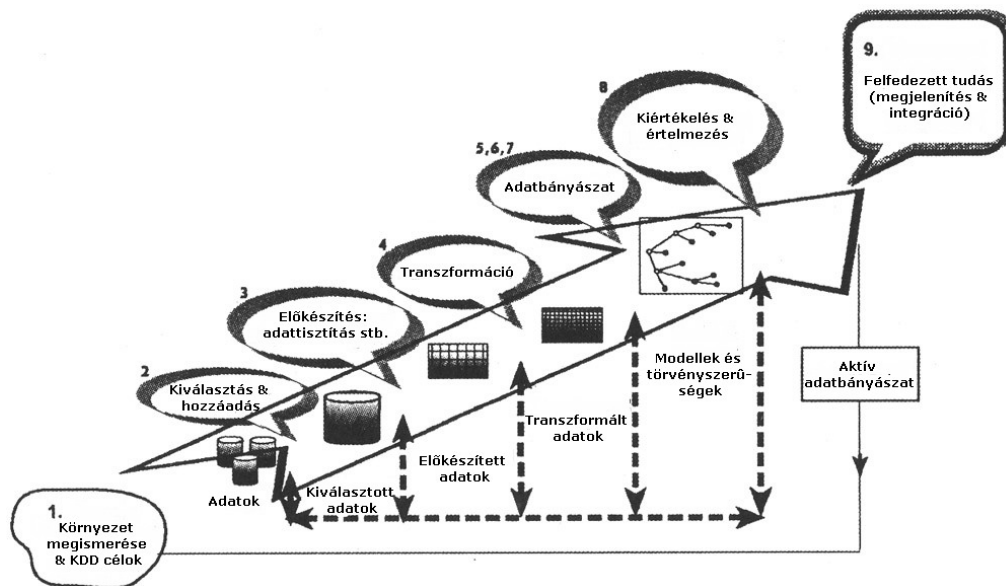 9.
Felfedezett tudás
(megjelenítés &
integráció)
8
Kiértékelés &
értelmezés
5,6,7
Adatbányászat
4
Transzformáció
3
Előkészítés:
adattisztítás stb.
2
Kiválasztás &
hozzáadás
Modellek és
törvényszerű-
ségek
Aktív
adatbányászat
Transzformált
adatok
Előkészített
adatok
Adatok
Kiválasztott
adatok
1.
Környezet
megismerése
& KDD célok